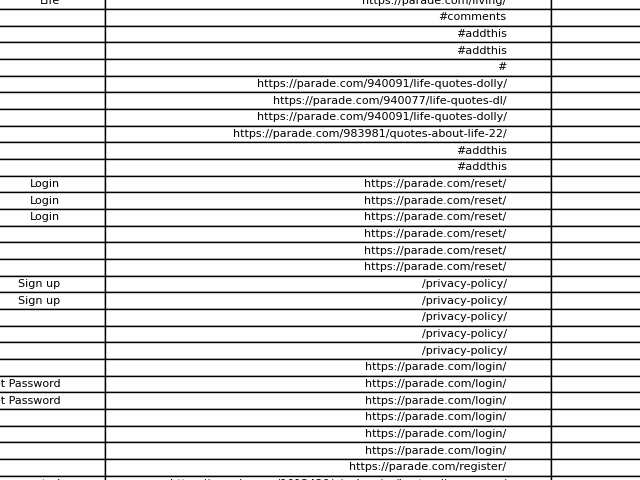 Life https://parade.com/living/
#comments
#addthis
#addthis
#
https://parade.com/940091/life-quotes-dolly/
https://parade.com/940077/life-quotes-dl/
https://parade.com/940091/life-quotes-dolly/
https://parade.com/983981/quotes-about-life-22/
#addthis
#addthis
Login https://parade.com/reset/
Login https://parade.com/reset/
Login https://parade.com/reset/
https://parade.com/reset/
https://parade.com/reset/
https://parade.com/reset/
Sign up /privacy-policy/
Sign up /privacy-policy/
/privacy-policy/
/privacy-policy/
/privacy-policy/
https://parade.com/login/
t Password https://parade.com/login/
t Password https://parade.com/login/
https://parade.com/login/
https://parade.com/login/
https://parade.com/login/
https://parade.com/register/